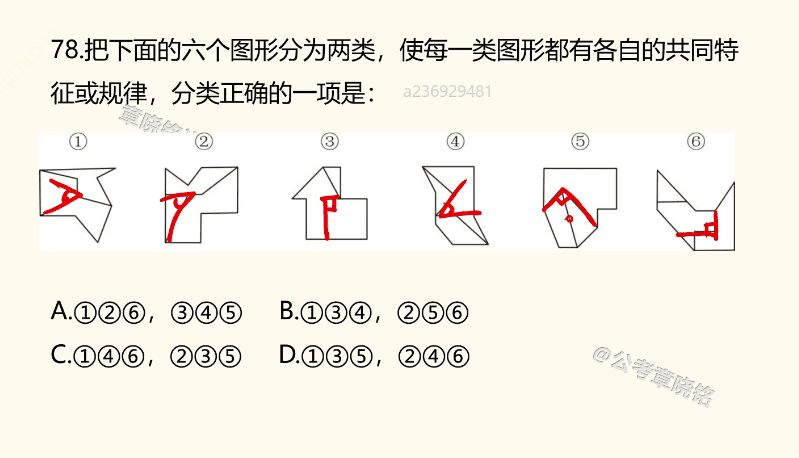 78.把下面的六个图形分为两类，使每一类图形都有各自的共同特
征或规律，分类正确的一项是：
a236929481
章晓铭
① ② ③ ④ ⑤ ⑥
A.①②⑥，③④⑤ B.①③④，②⑤⑥
C.①④⑥，②③⑤ D.①③⑤，②④⑥
@公考章晓铭